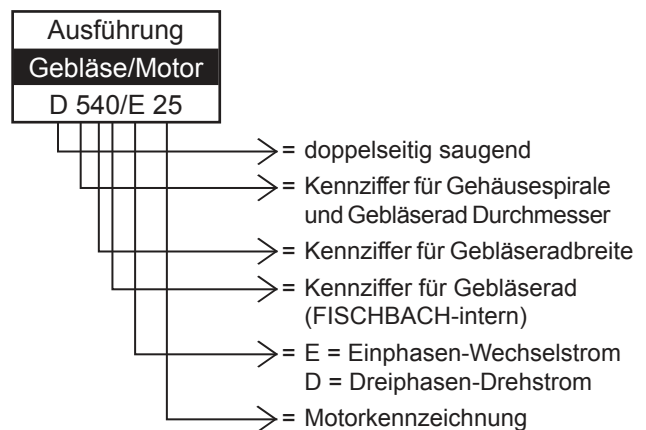 Ausführung
Gebläse/Motor
D 540/E 25
= doppelseitig saugend
= Kennziffer für Gehäusespirale
und Gebläserad Durchmesser
= Kennziffer für Gebläseradbreite
= Kennziffer für Gebläserad
(FISCHBACH-intern)
= E = Einphasen-Wechselstrom
D = Dreiphasen-Drehstrom
= Motorkennzeichnung